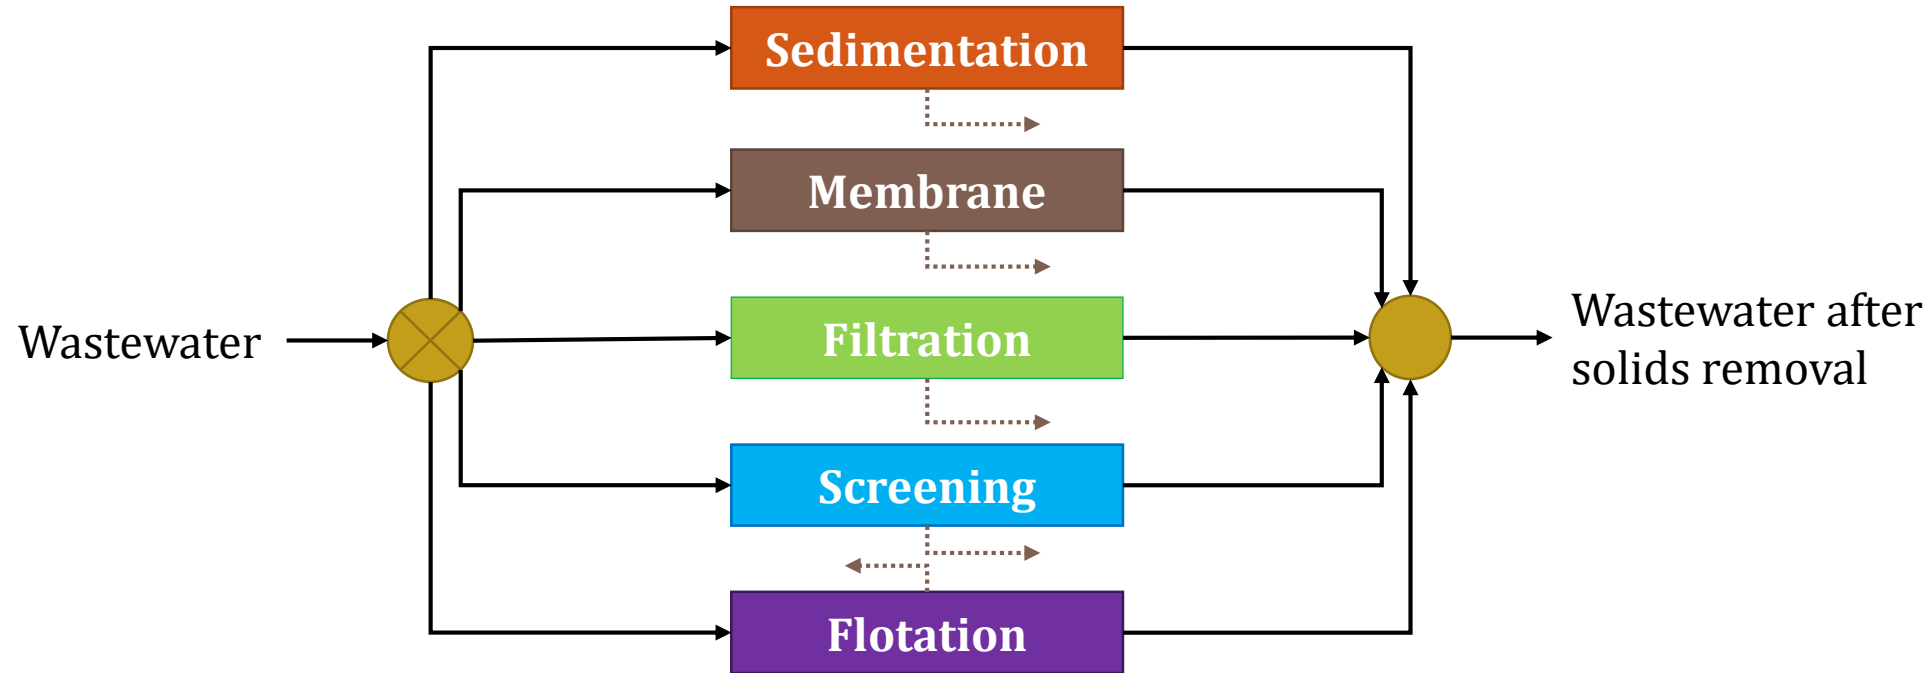 Sedimentation
Membrane
Wastewater
Filtration
Wastewater after
solids removal
Screening
Flotation